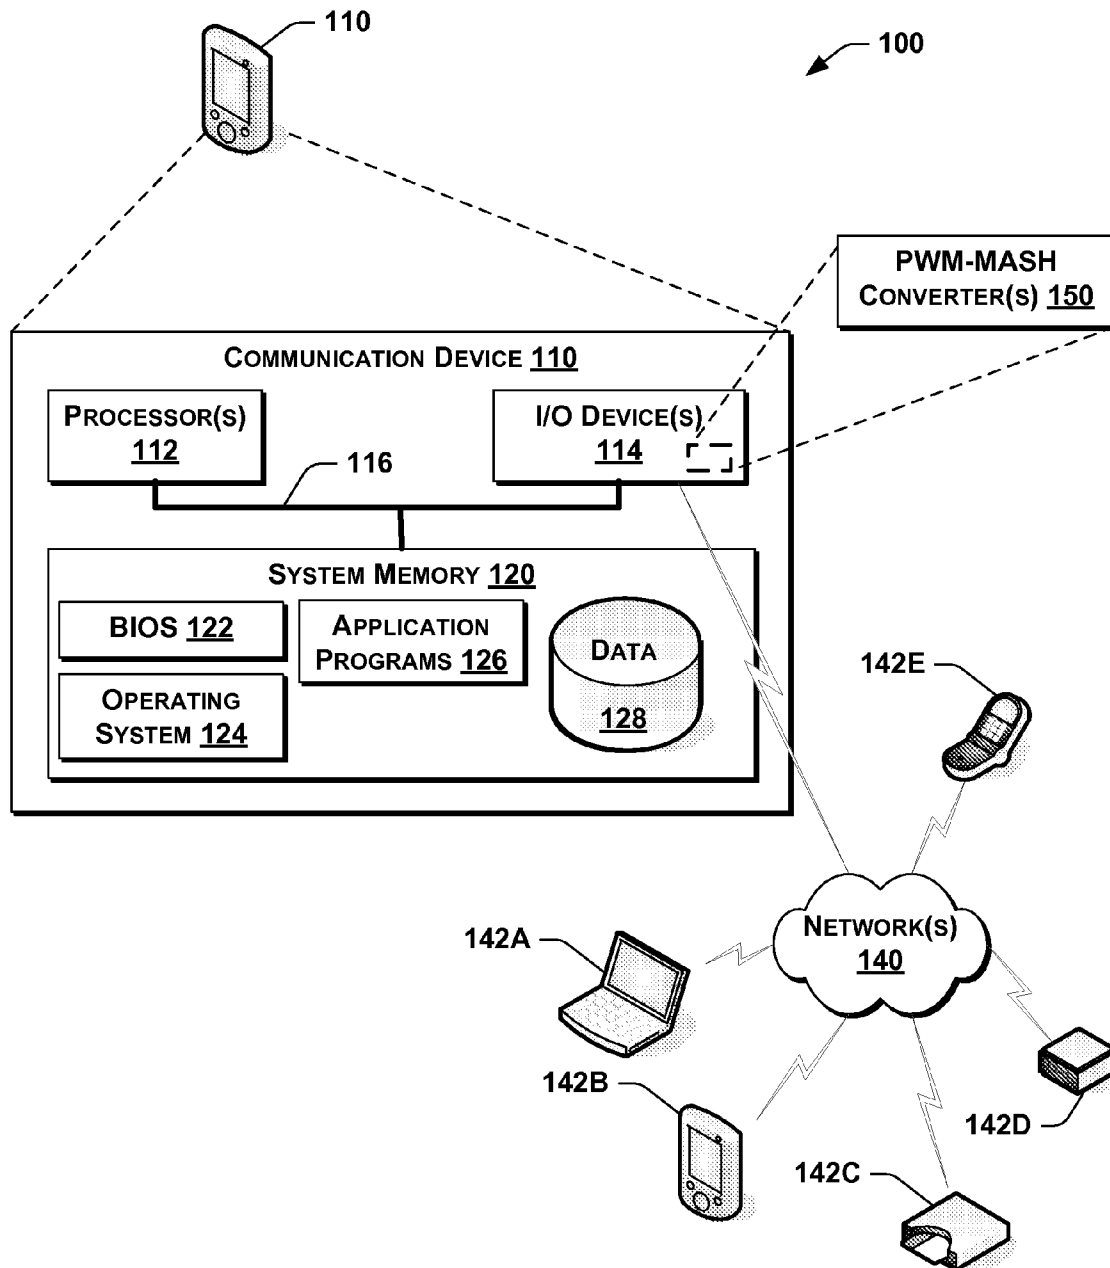 110
100
PWM-MASH
CONVERTER(S) 150
COMMUNICATION DEVICE 110
PROCESSOR(S)
112
I/O DEVICE(S)
114
116
SYSTEM MEMORY 120
BIOS 122
APPLICATION
PROGRAMS 126
DATA
128
OPERATING
SYSTEM 124
142E
NETWORK(S)
140
142A
142B
142D
142C